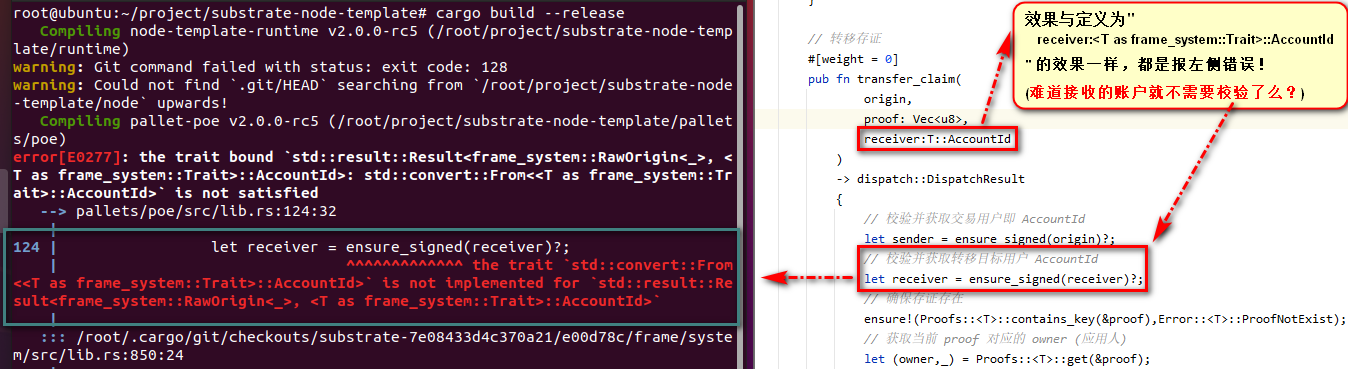 root@ubuntu:~/project/substrate-node-template# cargo build --release
Compiling node-template-runtime v2.0.0-rc5 (/root/project/substrate-node-temp
late/runtime)
warning: Git command failed with status: exit code: 128
warning: Could not find `.git/HEAD` searching from `/root/project/substrate-node
-template/node` upwards!
Compiling pallet-poe v2.0.0-rc5 (/root/project/substrate-node-template/pallet
s/poe)
error[E0277]: the trait bound `std::result::Result<frame_system::RawOrigin<_>, <
T as frame_system::Trait>::AccountId>: std::convert::From<<T as frame_system::Tr
ait>::AccountId>` is not satisfied
--> pallets/poe/src/lib.rs:124:32
|
124 | let receiver = ensure_signed(receiver)?;
| ^^^^^^^^^^^^^ the trait `std::convert::From
<<T as frame_system::Trait>::AccountId>` is not implemented for `std::result::Re
sult<frame_system::RawOrigin<_>, <T as frame_system::Trait>::AccountId>`
|
::: /root/.cargo/git/checkouts/substrate-7e08433d4c370a21/e00d78c/frame/syste
m/src/lib.rs:850:24
}
// 转移存证
#[weight = 0]
pub fn transfer_claim(
origin,
proof: Vec<u8>,
receiver:T::AccountId
)
-> dispatch::DispatchResult
{
// 校验并获取交易用户即 AccountId
let sender = ensure_signed(origin)?;
// 校验并获取转移目标用户 AccountId
let receiver = ensure_signed(receiver)?;
// 确保存证存在
ensure!(Proofs::<T>::contains_key(&proof),Error::<T>::ProofNotExist);
// 获取当前 proof 对应的 owner (应用人)
let (owner,_) = Proofs::<T>::get(&proof);
效果与定义为"
receiver:<T as frame_system::Trait>::AccountId
" 的效果一样，都是报左侧错误！
(难道接收的账户就不需要校验了么？)